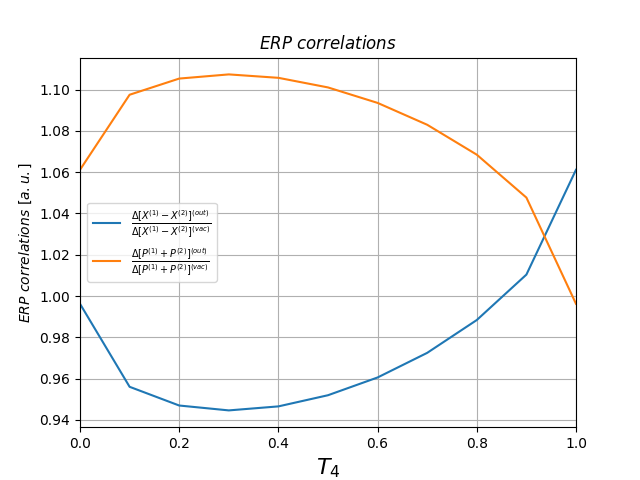 ERP correlations
ERP correlations [a. u.]
1.10
1.08
1.06
1.04
1.02
1.00
0.98
0.96
0.94
Δ[X⁽¹⁾ − X⁽²⁾]⁽ᵒᵘᵗ⁾
Δ[X⁽¹⁾ − X⁽²⁾]⁽ᵛᵃᶜ⁾
Δ[P⁽¹⁾ + P⁽²⁾]⁽ᵒᵘᵗ⁾
Δ[P⁽¹⁾ + P⁽²⁾]⁽ᵛᵃᶜ⁾
0.0 0.2 0.4 0.6 0.8 1.0
T₄